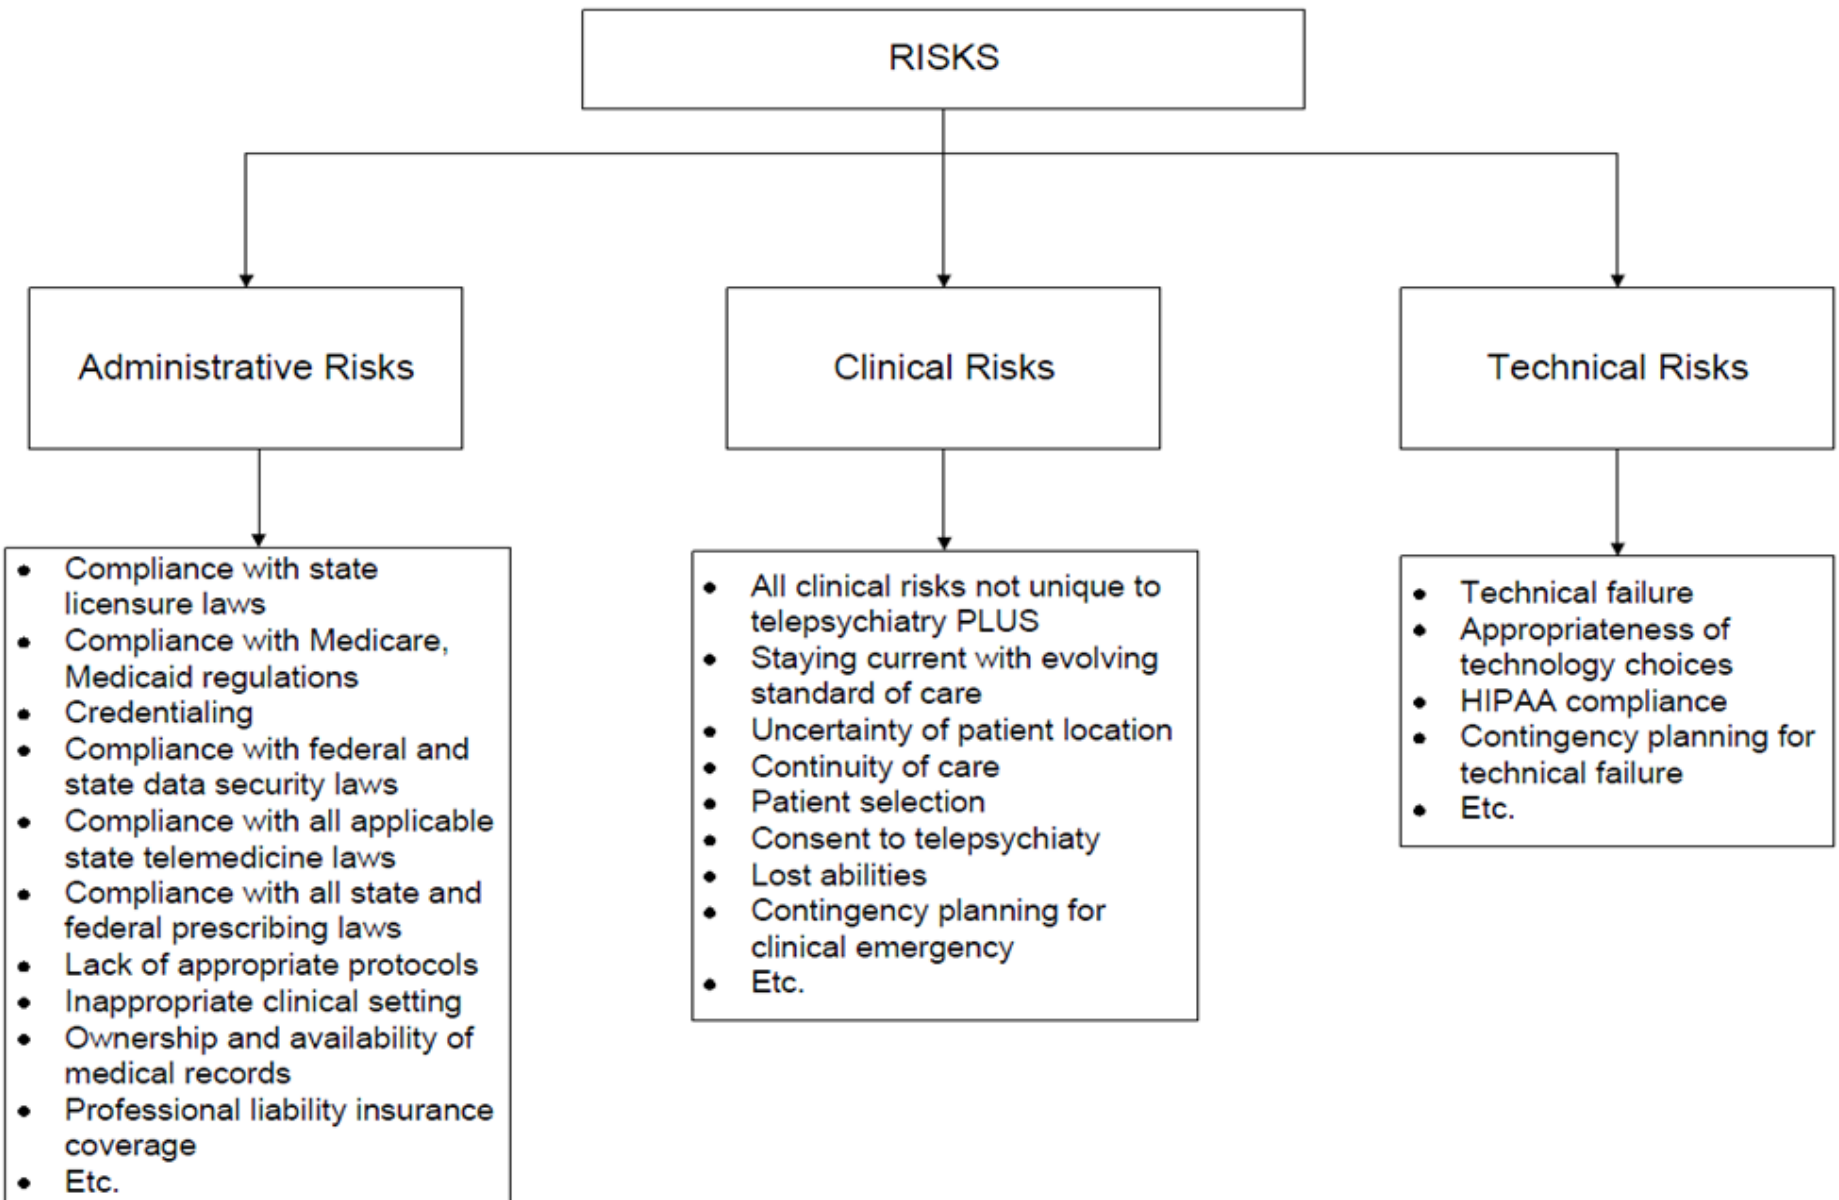 RISKS
Administrative Risks
Clinical Risks
Technical Risks
• Compliance with state
licensure laws
• Compliance with Medicare,
Medicaid regulations
• Credentialing
• Compliance with federal and
state data security laws
• Compliance with all applicable
state telemedicine laws
• Compliance with all state and
federal prescribing laws
• Lack of appropriate protocols
• Inappropriate clinical setting
• Ownership and availability of
medical records
• Professional liability insurance
coverage
• Etc.
• All clinical risks not unique to
telepsychiatry PLUS
• Staying current with evolving
standard of care
• Uncertainty of patient location
• Continuity of care
• Patient selection
• Consent to telepsychiaty
• Lost abilities
• Contingency planning for
clinical emergency
• Etc.
• Technical failure
• Appropriateness of
technology choices
• HIPAA compliance
• Contingency planning for
technical failure
• Etc.